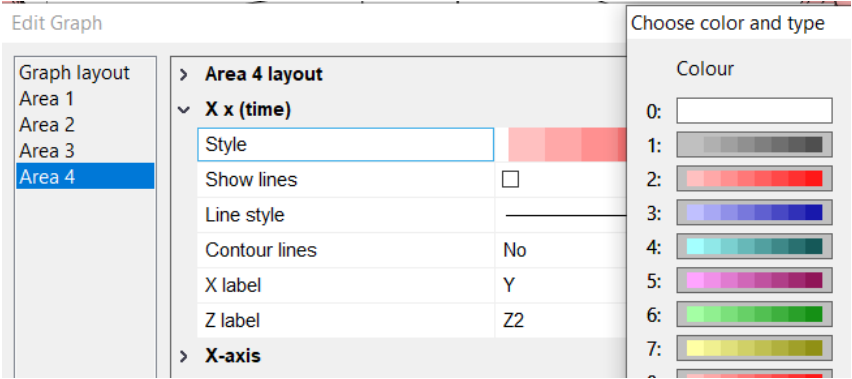 Edit Graph
Graph layout
Area 1
Area 2
Area 3
Area 4
Area 4 layout
X x (time)
Style
Show lines
Line style
Contour lines No
X label Y
Z label Z2
X-axis
Choose color and type
Colour
0:
1:
2:
3:
4:
5:
6:
7: